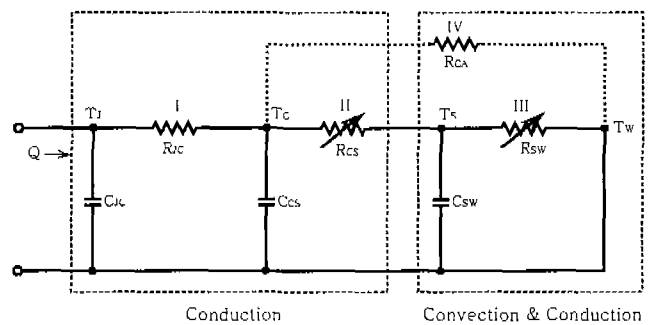 IV
RCA
TJ
I
TC
II
TS
III
TW
RJC
RCS
RSW
Q
CJC
CCS
CSW
Conduction
Convection & Conduction